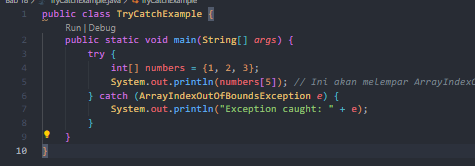 TryCatchExample.java TryCatchExample
1 public class TryCatchExample {
Run | Debug
2 public static void main(String[] args) {
3 try {
4 int[] numbers = {1, 2, 3};
5 System.out.println(numbers[5]); // Ini akan melempar
6 } catch (ArrayIndexOutOfBoundsException e) {
7 System.out.println("Exception caught: " + e);
8 }
9 }
10 }